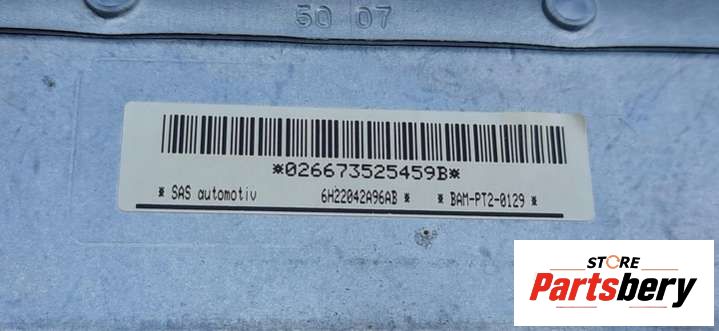 50 07
*026673525459B*
* SAS automotiv 6H22042A96AB * * BAM-PT2-0129 *
STORE
Partsbery